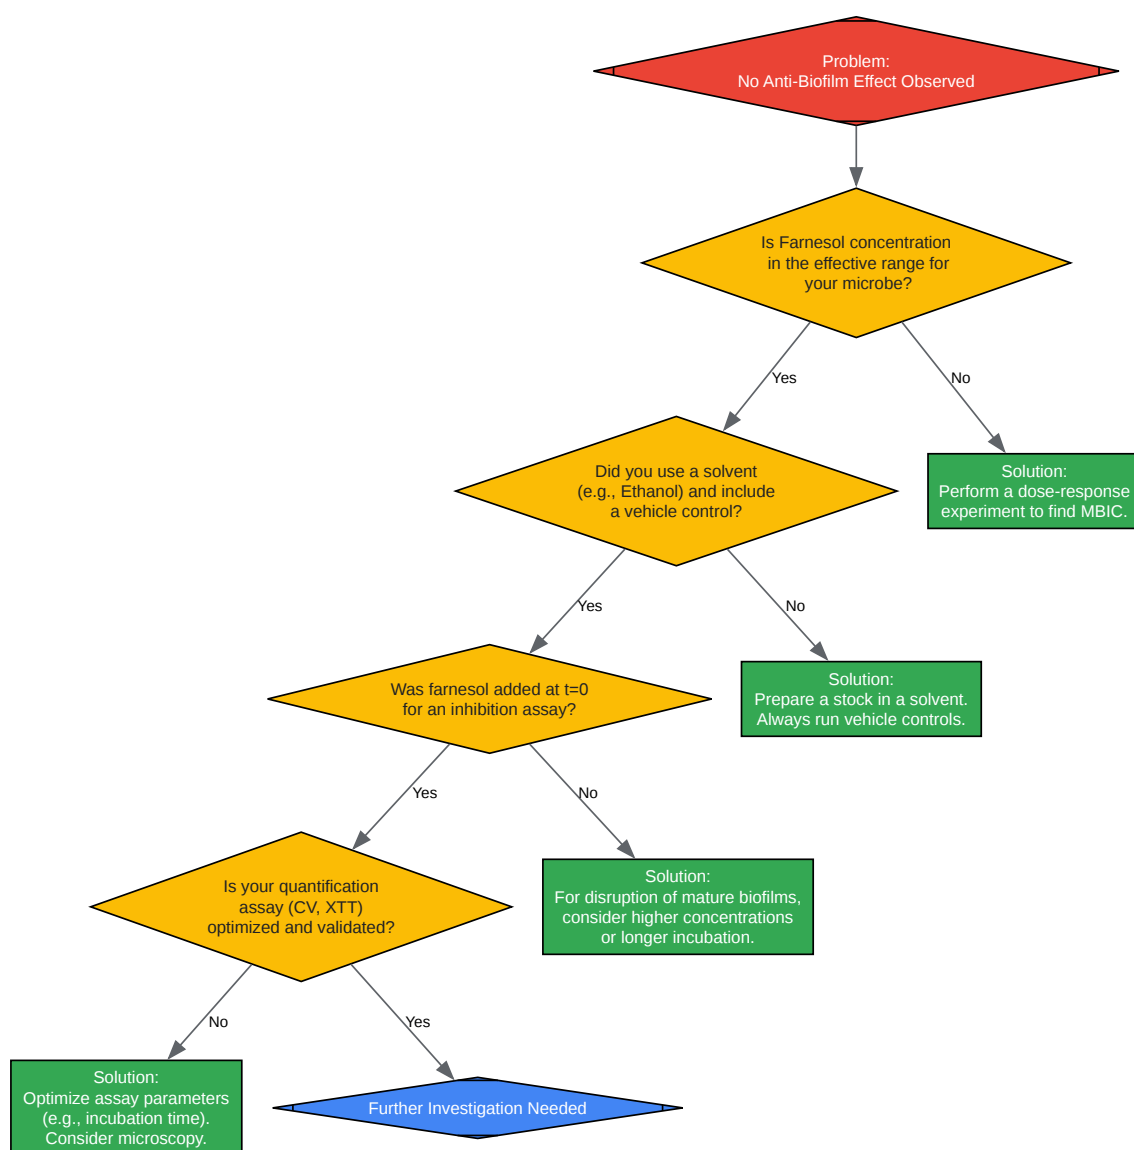 Problem:
No Anti-Biofilm Effect Observed
Is Farnesol concentration
in the effective range for
your microbe?
Yes
No
Did you use a solvent
(e.g., Ethanol) and include
a vehicle control?
Solution:
Perform a dose-response
experiment to find MBIC.
Yes
No
Was farnesol added at t=0
for an inhibition assay?
Solution:
Prepare a stock in a solvent.
Always run vehicle controls.
Yes
No
Is your quantification
assay (CV, XTT)
optimized and validated?
Solution:
For disruption of mature biofilms,
consider higher concentrations
or longer incubation.
No
Yes
Solution:
Optimize assay parameters
(e.g., incubation time).
Consider microscopy.
Further Investigation Needed